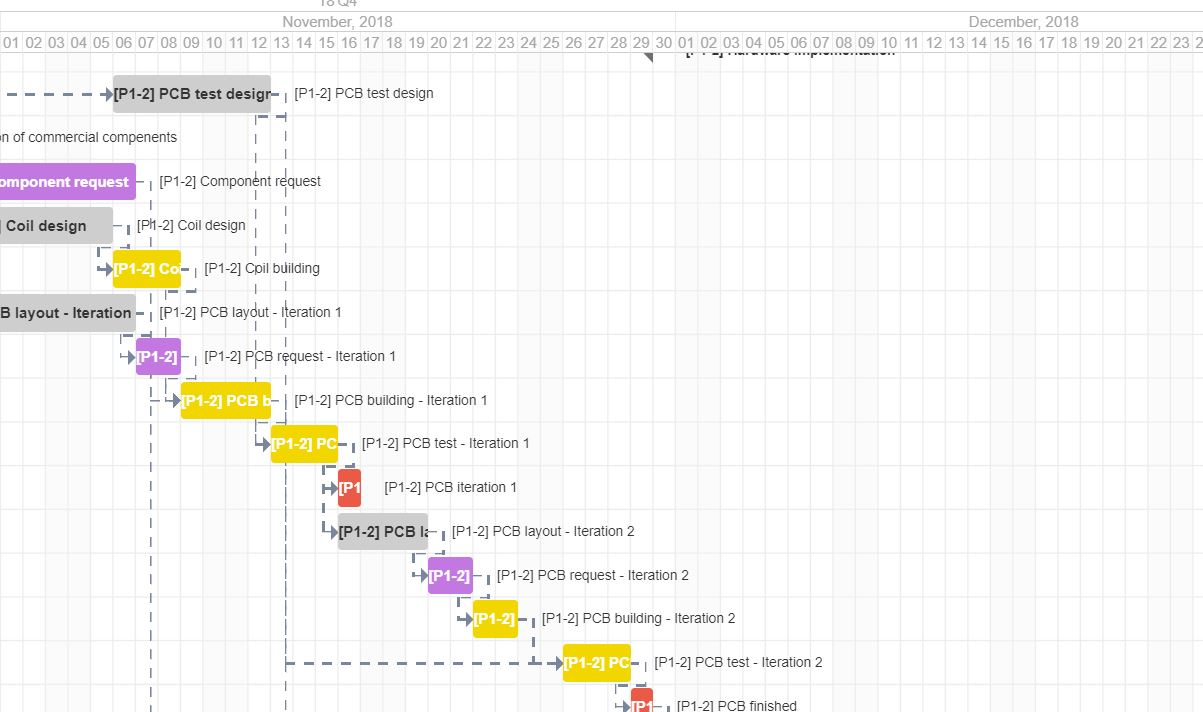 18 Q4
November, 2018 December, 2018
01 02 03 04 05 06 07 08 09 10 11 12 13 14 15 16 17 18 19 20 21 22 23 24 25 26 27 28 29 30 01 02 03 04 05 06 07 08 09 10 11 12 13 14 15 16 17 18 19 20 21 22 23 2
[P1-2] Hardware implementation
[P1-2] PCB test design [P1-2] PCB test design
n of commercial compenents
omponent request [P1-2] Component request
] Coil design [P1-2] Coil design
[P1-2] Coi [P1-2] Coil building
B layout - Iteration [P1-2] PCB layout - Iteration 1
[P1-2] [P1-2] PCB request - Iteration 1
[P1-2] PCB b [P1-2] PCB building - Iteration 1
[P1-2] PC [P1-2] PCB test - Iteration 1
[P1 [P1-2] PCB iteration 1
[P1-2] PCB la [P1-2] PCB layout - Iteration 2
[P1-2] [P1-2] PCB request - Iteration 2
[P1-2] [P1-2] PCB building - Iteration 2
[P1-2] PC [P1-2] PCB test - Iteration 2
[P1 [P1-2] PCB finished